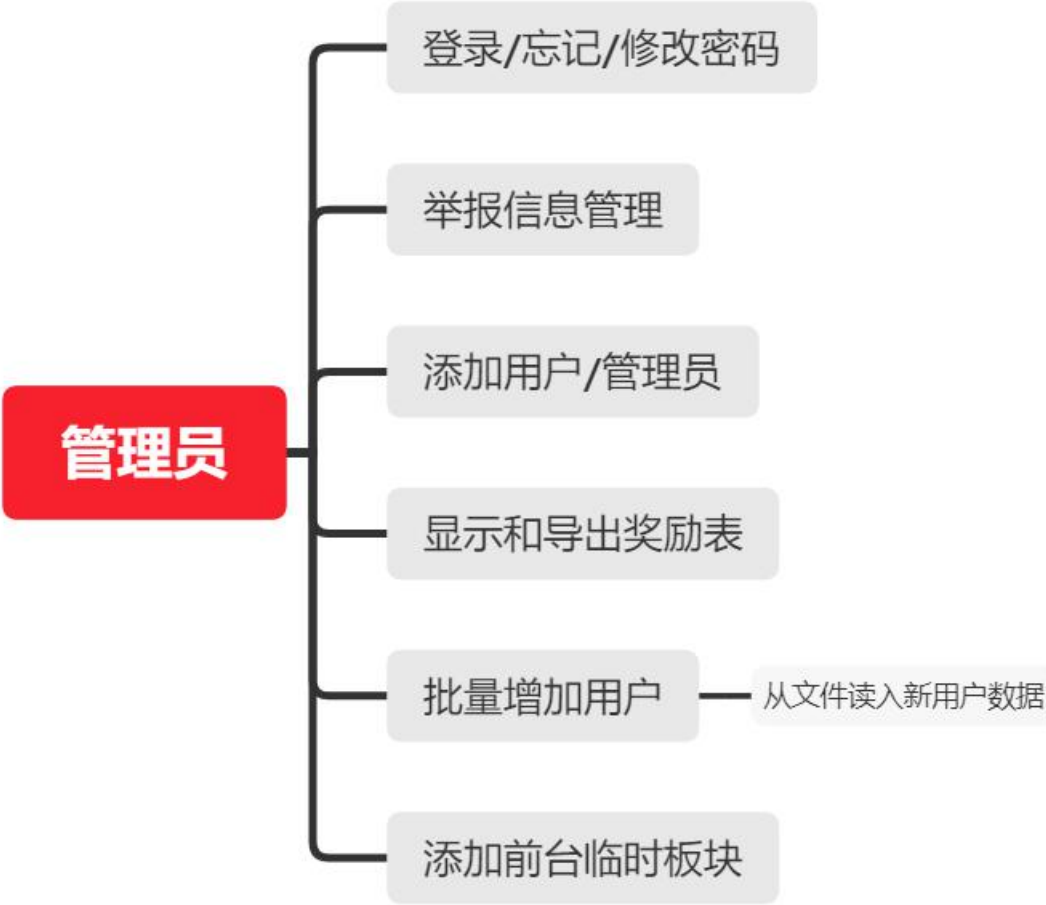 登录/忘记/修改密码
举报信息管理
添加用户/管理员
管理员
显示和导出奖励表
批量增加用户
从文件读入新用户数据
添加前台临时板块